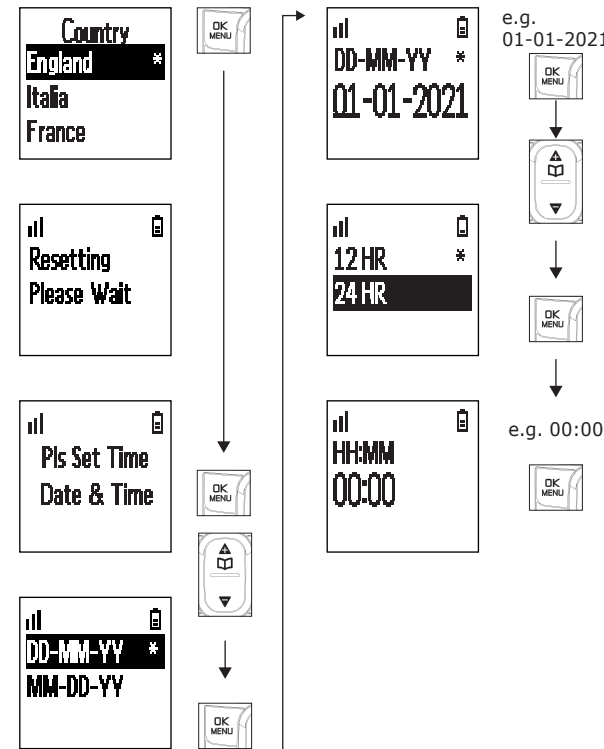 Country
England *
Italia
France
OK
MENU
Resetting
Please Wait
Pls Set Time
Date & Time
OK
MENU
DD-MM-YY *
MM-DD-YY
OK
MENU
DD-MM-YY *
01-01-2021
e.g.
01-01-2021
OK
MENU
12 HR *
24 HR
OK
MENU
HH:MM
00:00
e.g. 00:00
OK
MENU